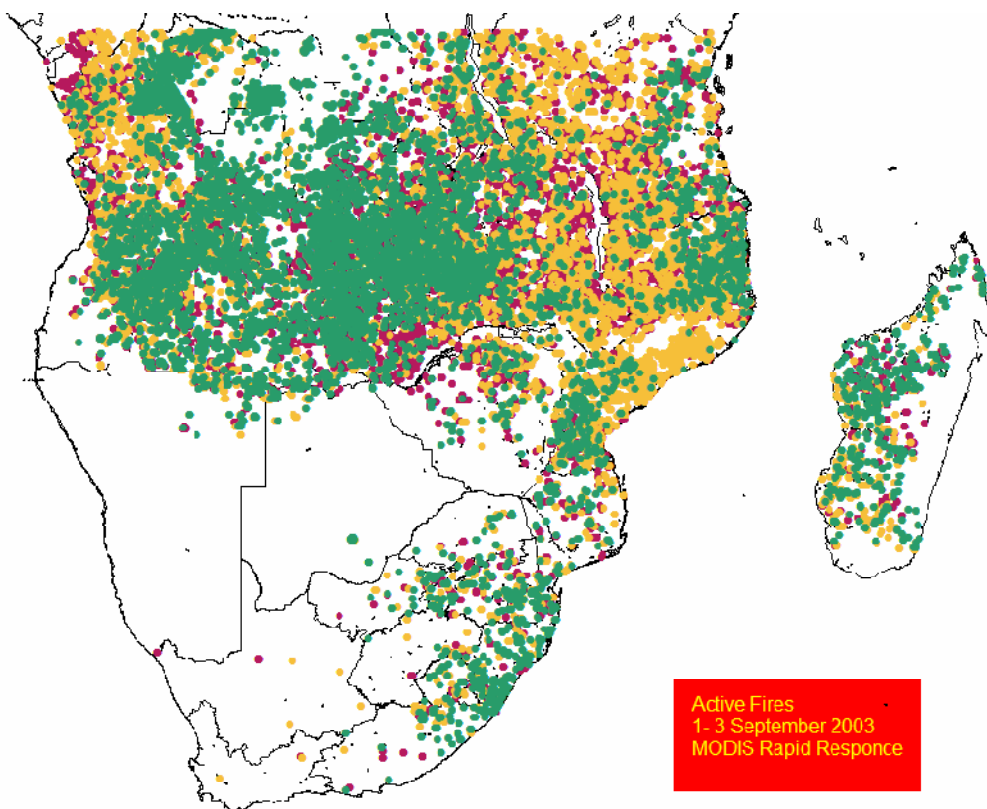 Active Fires
1- 3 September 2003
MODIS Rapid Responce